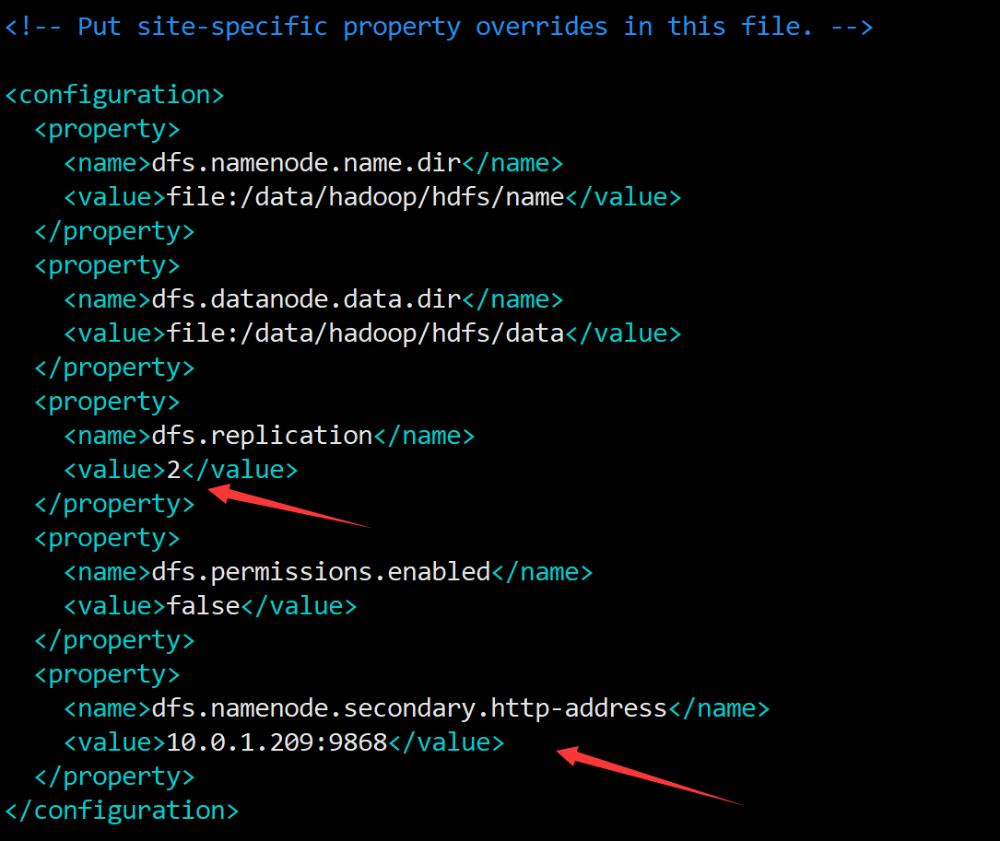 <!-- Put site-specific property overrides in this file. -->
<configuration>
  <property>
    <name>dfs.namenode.name.dir</name>
    <value>file:/data/hadoop/hdfs/name</value>
  </property>
  <property>
    <name>dfs.datanode.data.dir</name>
    <value>file:/data/hadoop/hdfs/data</value>
  </property>
  <property>
    <name>dfs.replication</name>
    <value>2</value>
  </property>
  <property>
    <name>dfs.permissions.enabled</name>
    <value>false</value>
  </property>
  <property>
    <name>dfs.namenode.secondary.http-address</name>
    <value>10.0.1.209:9868</value>
  </property>
</configuration>